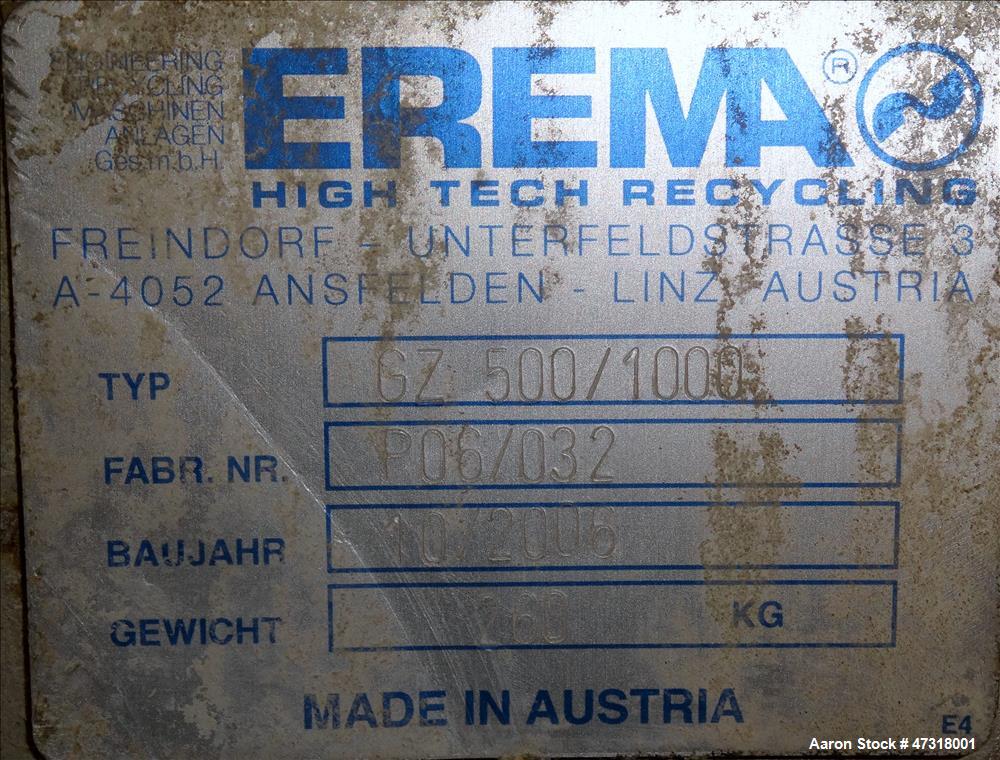 ENGINEERING
RECYCLING
MASCHINEN
ANLAGEN
Ges.m.b.H.
EREMA®
HIGH TECH RECYCLING
FREINDORF - UNTERFELDSTRASSE 3
A-4052 ANSFELDEN - LINZ, AUSTRIA
TYP GZ 500/1000
FABR. NR. P06/032
BAUJAHR 10/2006
GEWICHT KG
MADE IN AUSTRIA
E4
Aaron Stock # 47318001